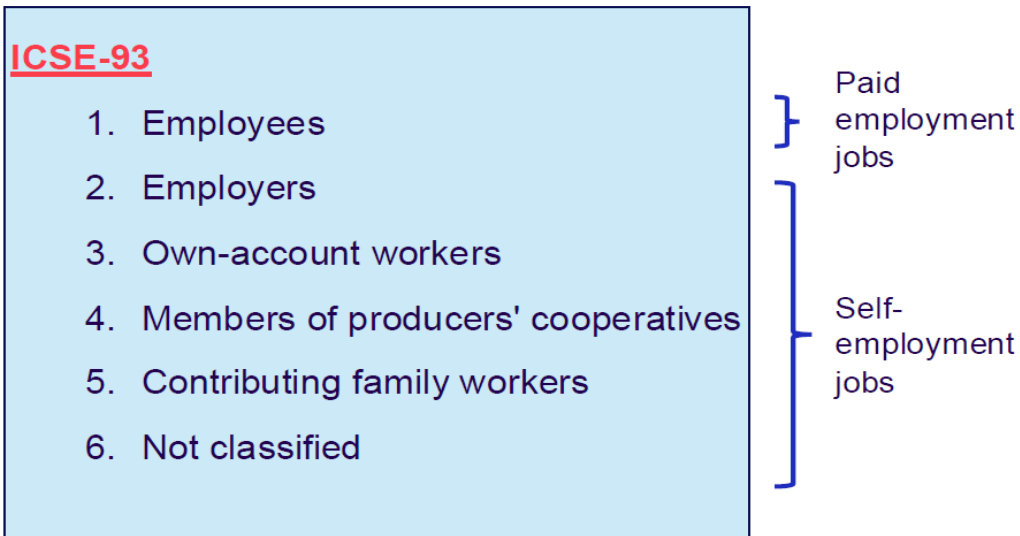 ICSE-93
1. Employees
2. Employers
3. Own-account workers
4. Members of producers' cooperatives
5. Contributing family workers
6. Not classified
Paid
employment
jobs
Self-
employment
jobs